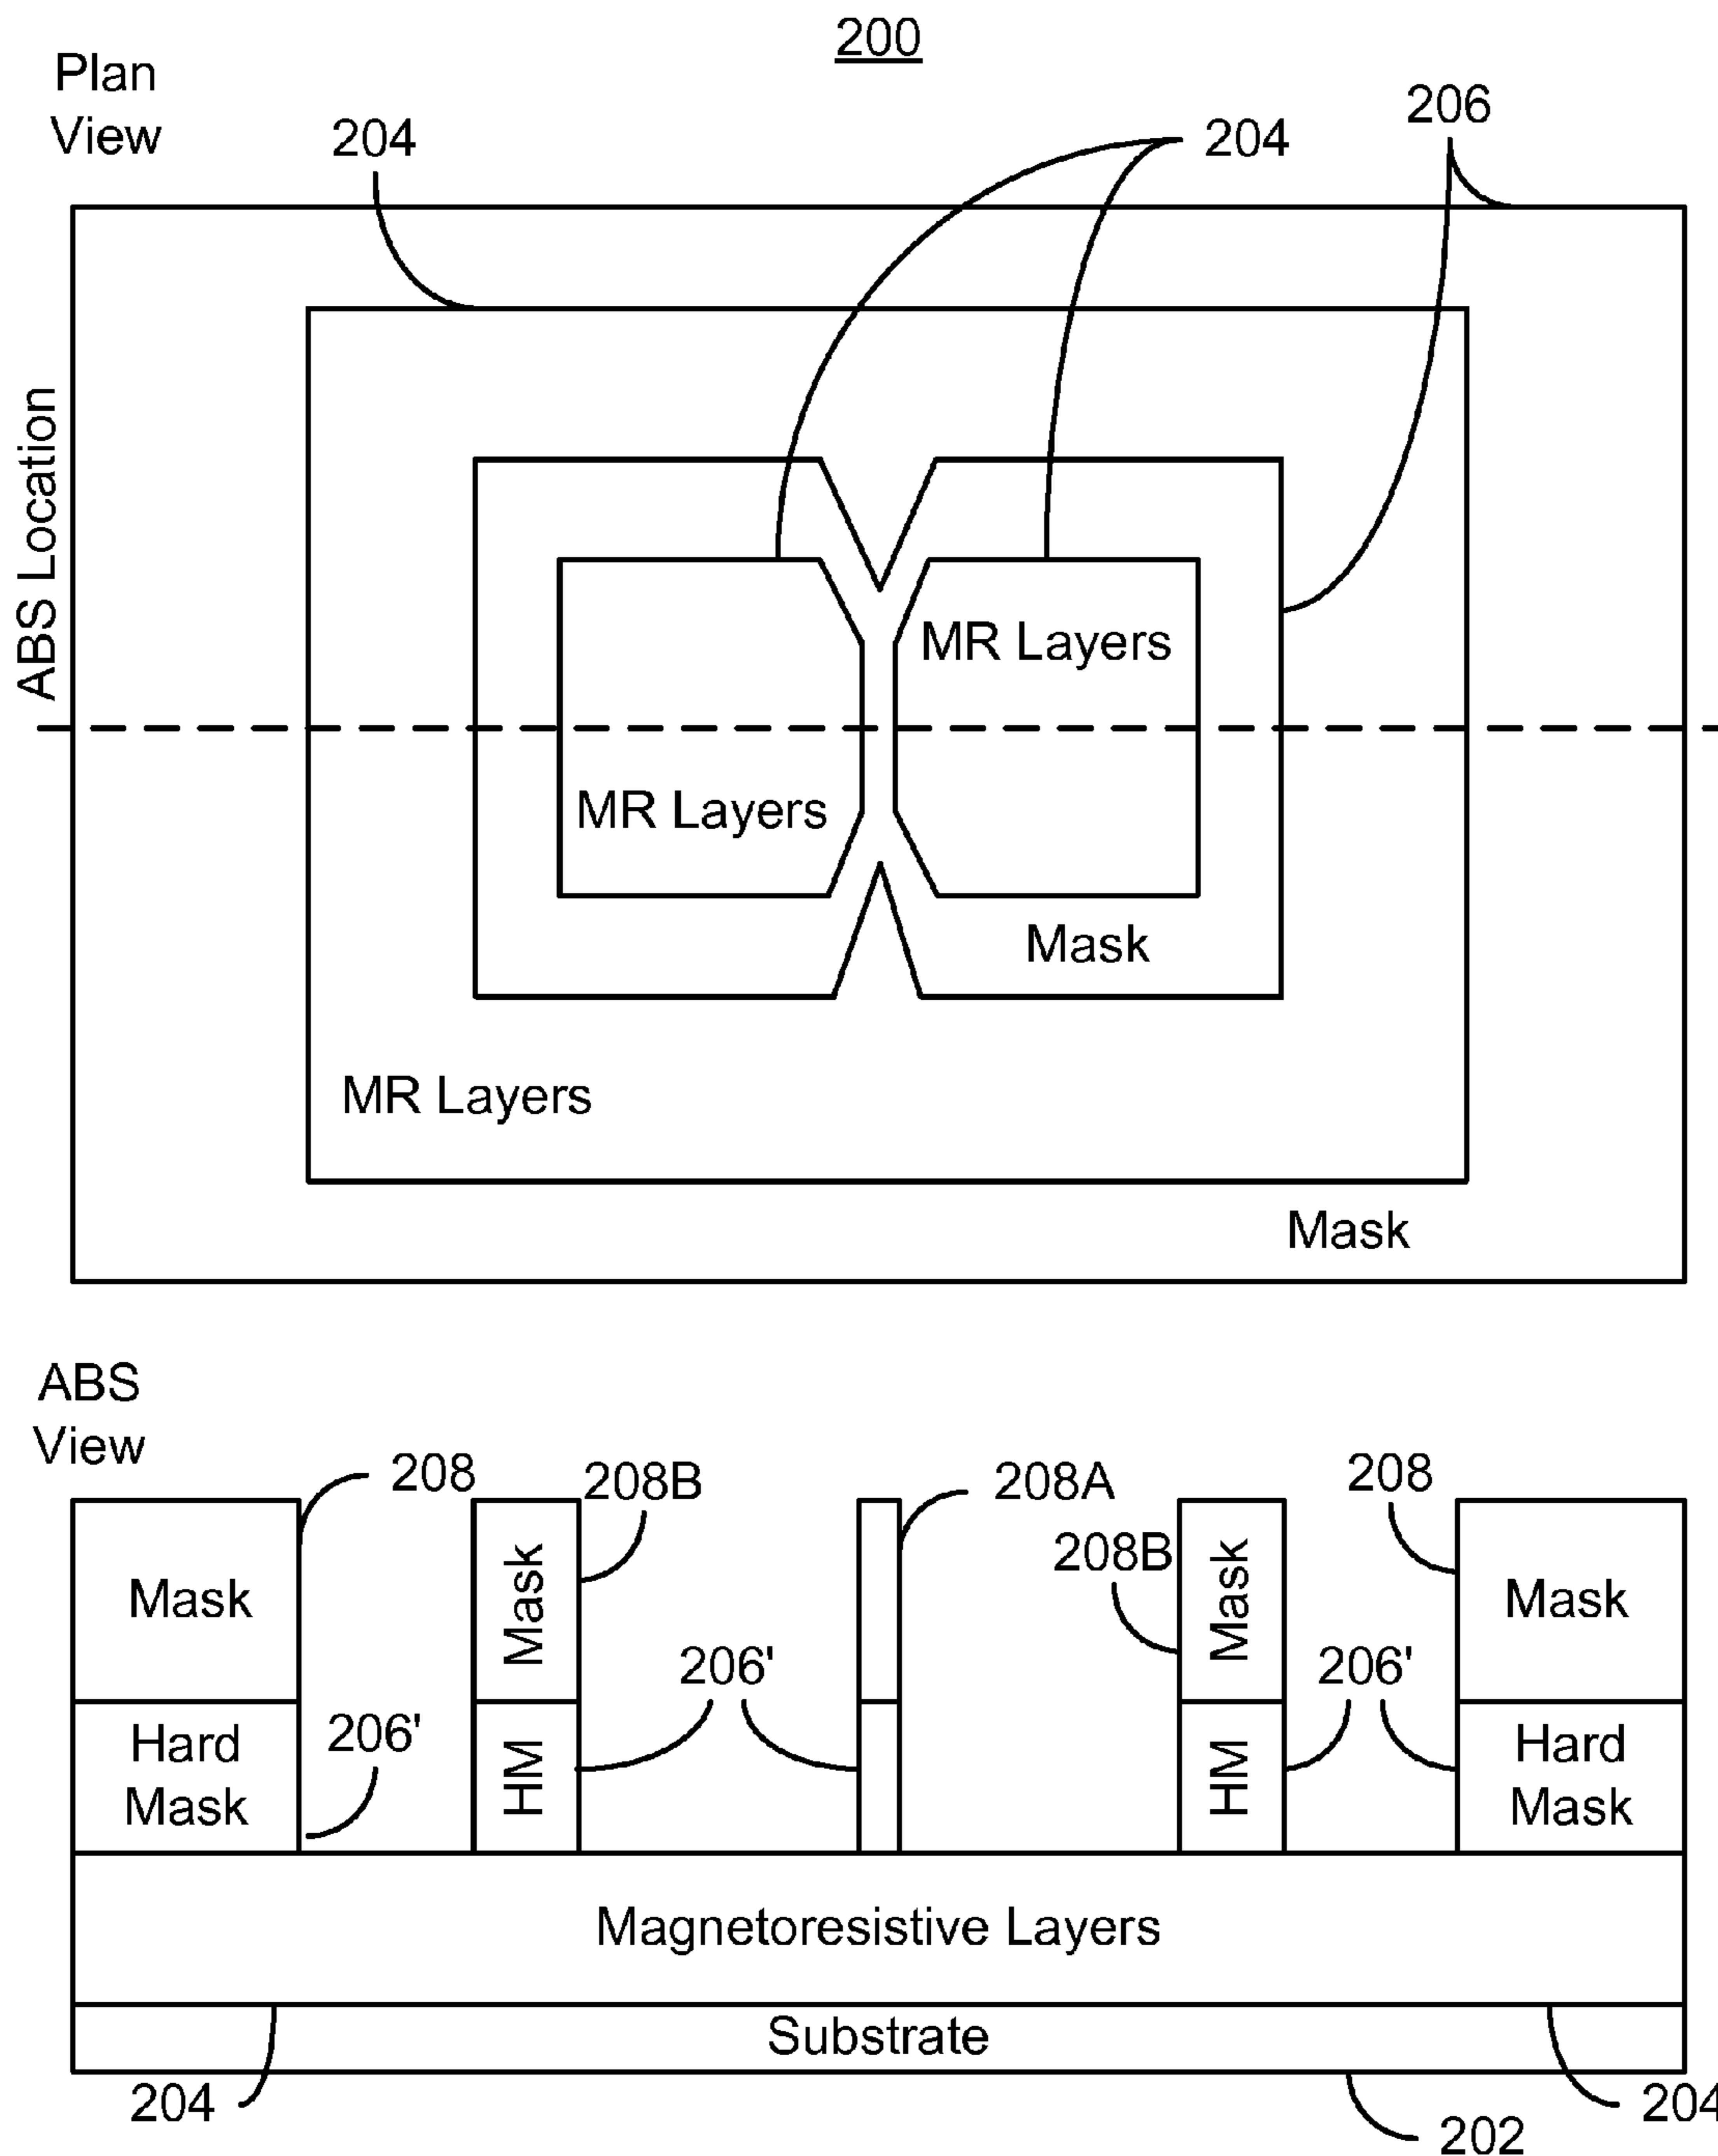 200
Plan
View
204
204
206
ABS Location
MR Layers
MR Layers
Mask
MR Layers
Mask
ABS
View
208
208B
208A
208B
208
Mask
Mask
Mask
Mask
206'
206'
206'
Hard
Mask
HM
HM
Hard
Mask
Magnetoresistive Layers
Substrate
204
204
202